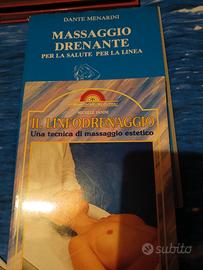 DANTE MENARINI
MASSAGGIO
DRENANTE
PER LA SALUTE PER LA LINEA
IL LINFODRENAGGIO
Una tecnica di massaggio estetico
subito